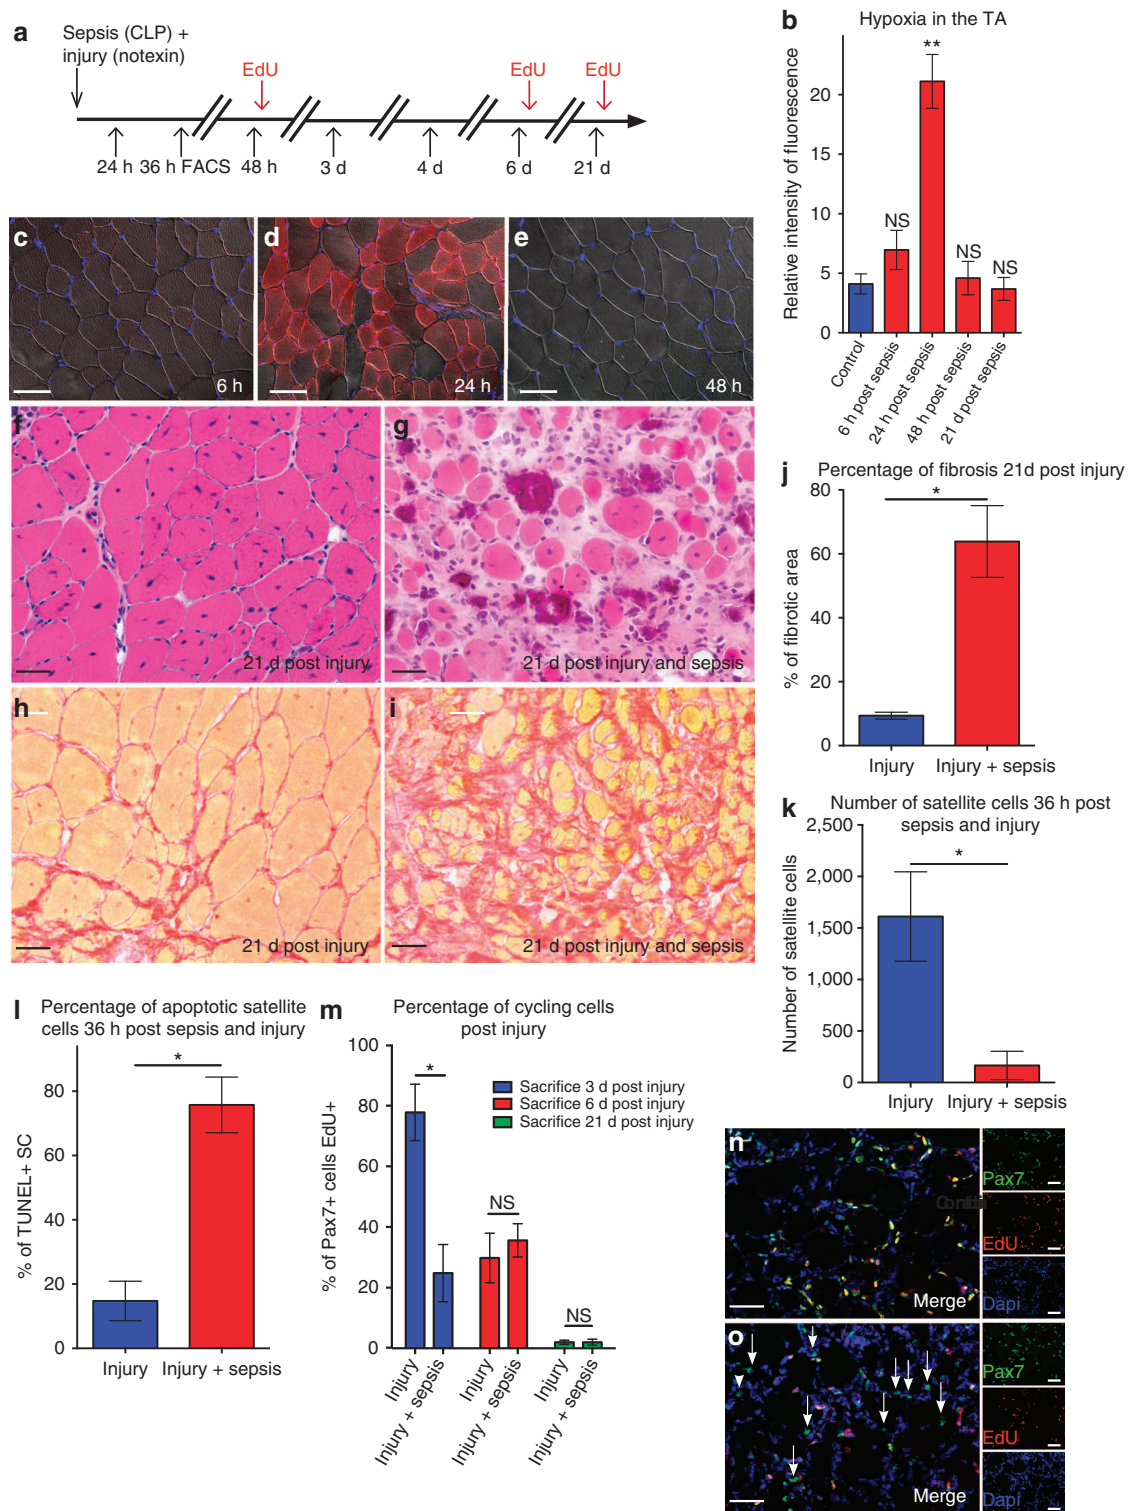 a
Sepsis (CLP) +
injury (notexin)
EdU
EdU
EdU
24 h
36 h FACS
48 h
3 d
4 d
6 d
21 d
b
Hypoxia in the TA
Relative intensity of fluorescence
20
15
10
5
0
**
NS
NS
NS
Control
6 h post sepsis
24 h post sepsis
48 h post sepsis
21 d post sepsis
c
6 h
d
24 h
e
48 h
f
21 d post injury
g
21 d post injury and sepsis
h
21 d post injury
i
21 d post injury and sepsis
j
Percentage of fibrosis 21d post injury
% of fibrotic area
80
60
40
20
0
*
Injury
Injury + sepsis
k
Number of satellite cells 36 h post
sepsis and injury
Number of satellite cells
2,500
2,000
1,500
1,000
500
0
*
Injury
Injury + sepsis
l
Percentage of apoptotic satellite
cells 36 h post sepsis and injury
% of TUNEL+ SC
80
60
40
20
0
*
Injury
Injury + sepsis
m
Percentage of cycling cells
post injury
% of Pax7+ cells EdU+
100
80
60
40
20
0
*
NS
NS
Sacrifice 3 d post injury
Sacrifice 6 d post injury
Sacrifice 21 d post injury
Injury
Injury + sepsis
Injury
Injury + sepsis
Injury
Injury + sepsis
n
Merge
Pax7
EdU
Dapi
o
Merge
Pax7
EdU
Dapi